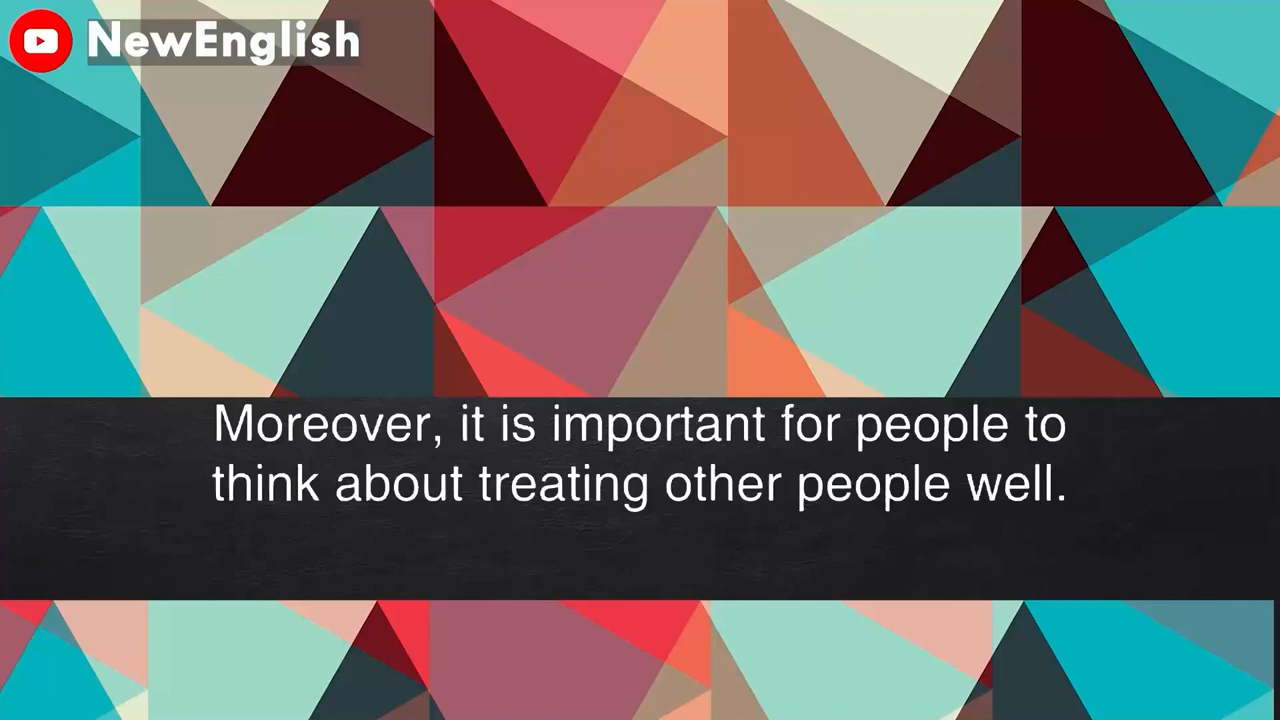 NewEnglish
Moreover, it is important for people to
think about treating other people well.